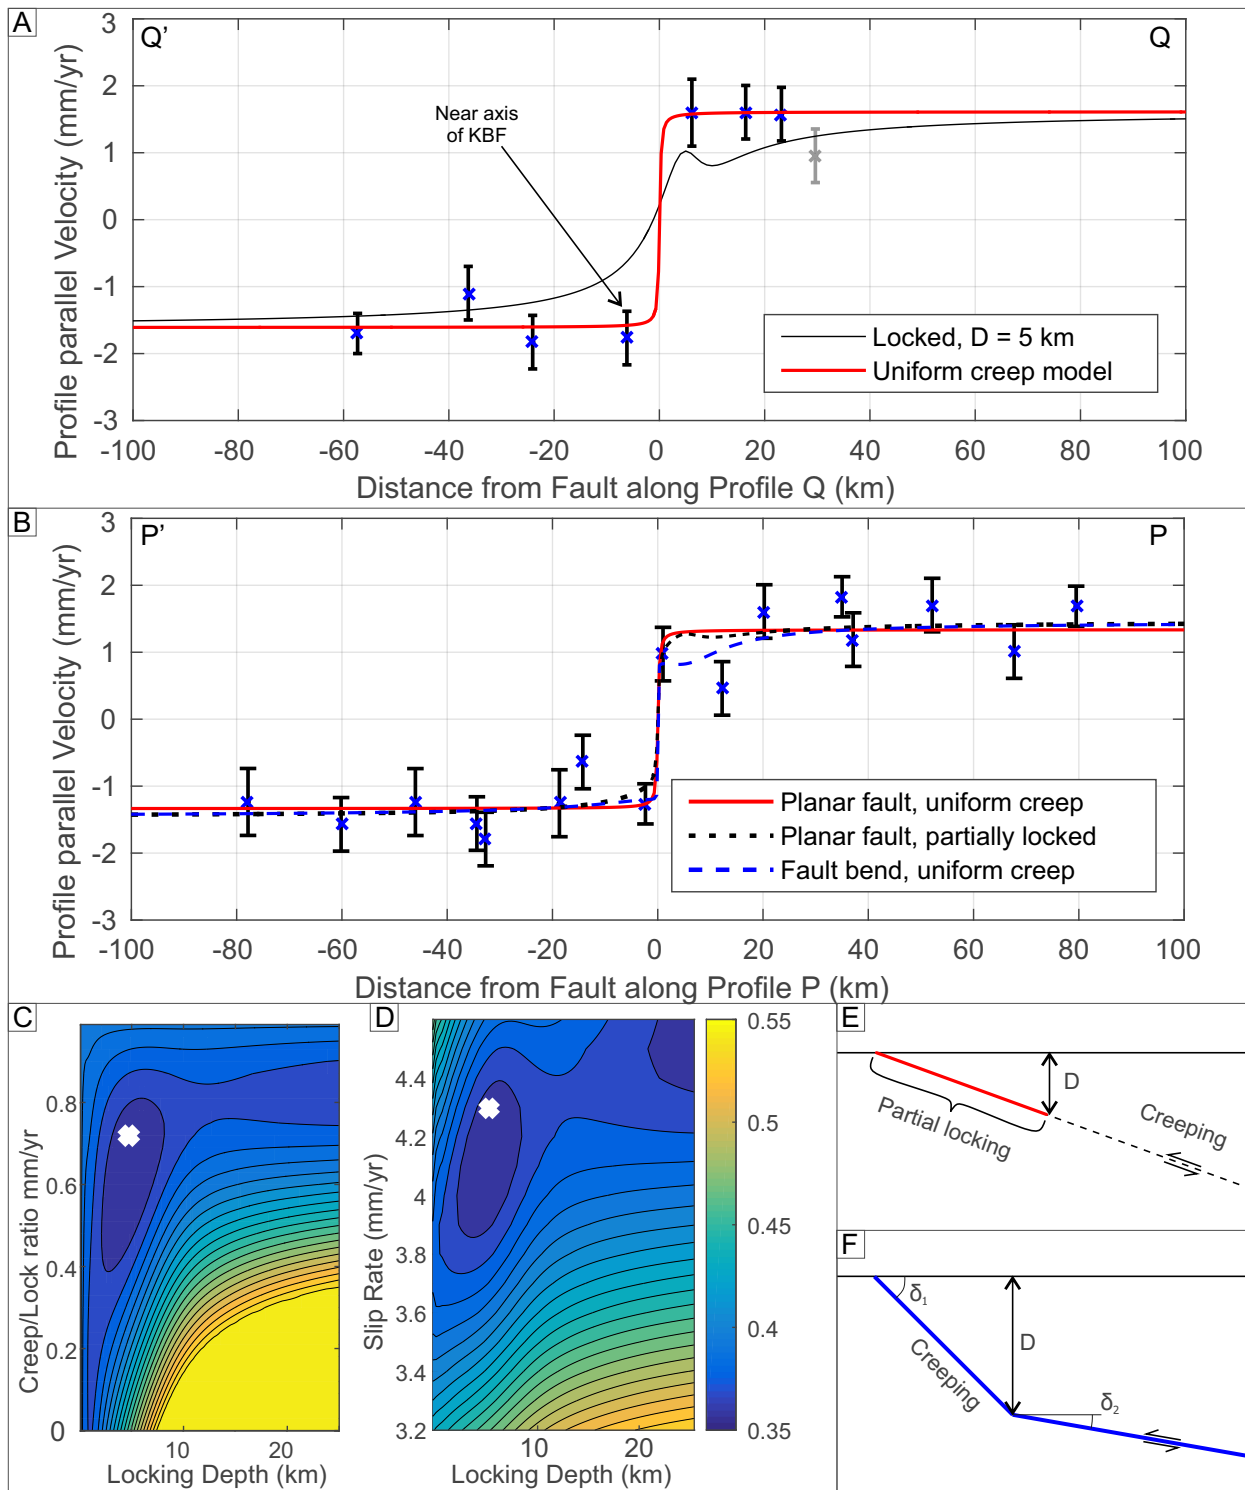 A
Q'
Q
3
2
1
0
-1
-2
-3
Profile parallel Velocity (mm/yr)
Near axis
of KBF
Locked, D = 5 km
Uniform creep model
-100 -80 -60 -40 -20 0 20 40 60 80 100
Distance from Fault along Profile Q (km)
B
P'
P
3
2
1
0
-1
-2
-3
Profile parallel Velocity (mm/yr)
Planar fault, uniform creep
Planar fault, partially locked
Fault bend, uniform creep
-100 -80 -60 -40 -20 0 20 40 60 80 100
Distance from Fault along Profile P (km)
C
0.8
0.6
0.4
0.2
0
Creep/Lock ratio mm/yr
10 20
Locking Depth (km)
D
4.4
4.2
4
3.8
3.6
3.4
3.2
Slip Rate (mm/yr)
10 20
Locking Depth (km)
0.55
0.5
0.45
0.4
0.35
E
D
Partial locking
Creeping
F
δ1
D
Creeping
δ2